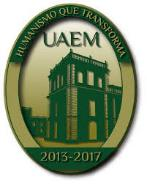 HUMANISMO QUE TRANSFORMA
UAEM
2013-2017